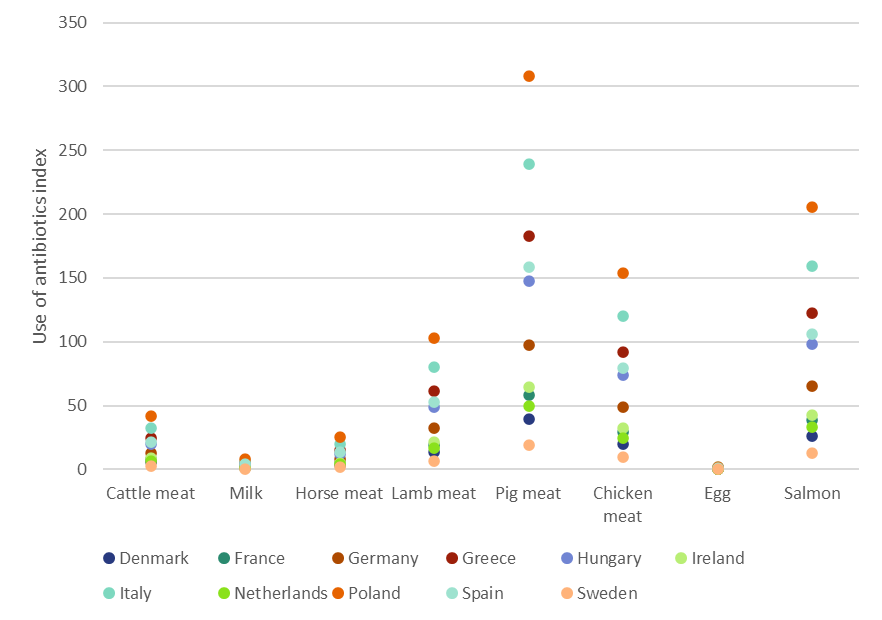 350
300
250
200
150
100
50
0
Use of antibiotics index
Cattle meat Milk Horse meat Lamb meat Pig meat Chicken meat Egg Salmon
Denmark France Germany Greece Hungary Ireland
Italy Netherlands Poland Spain Sweden